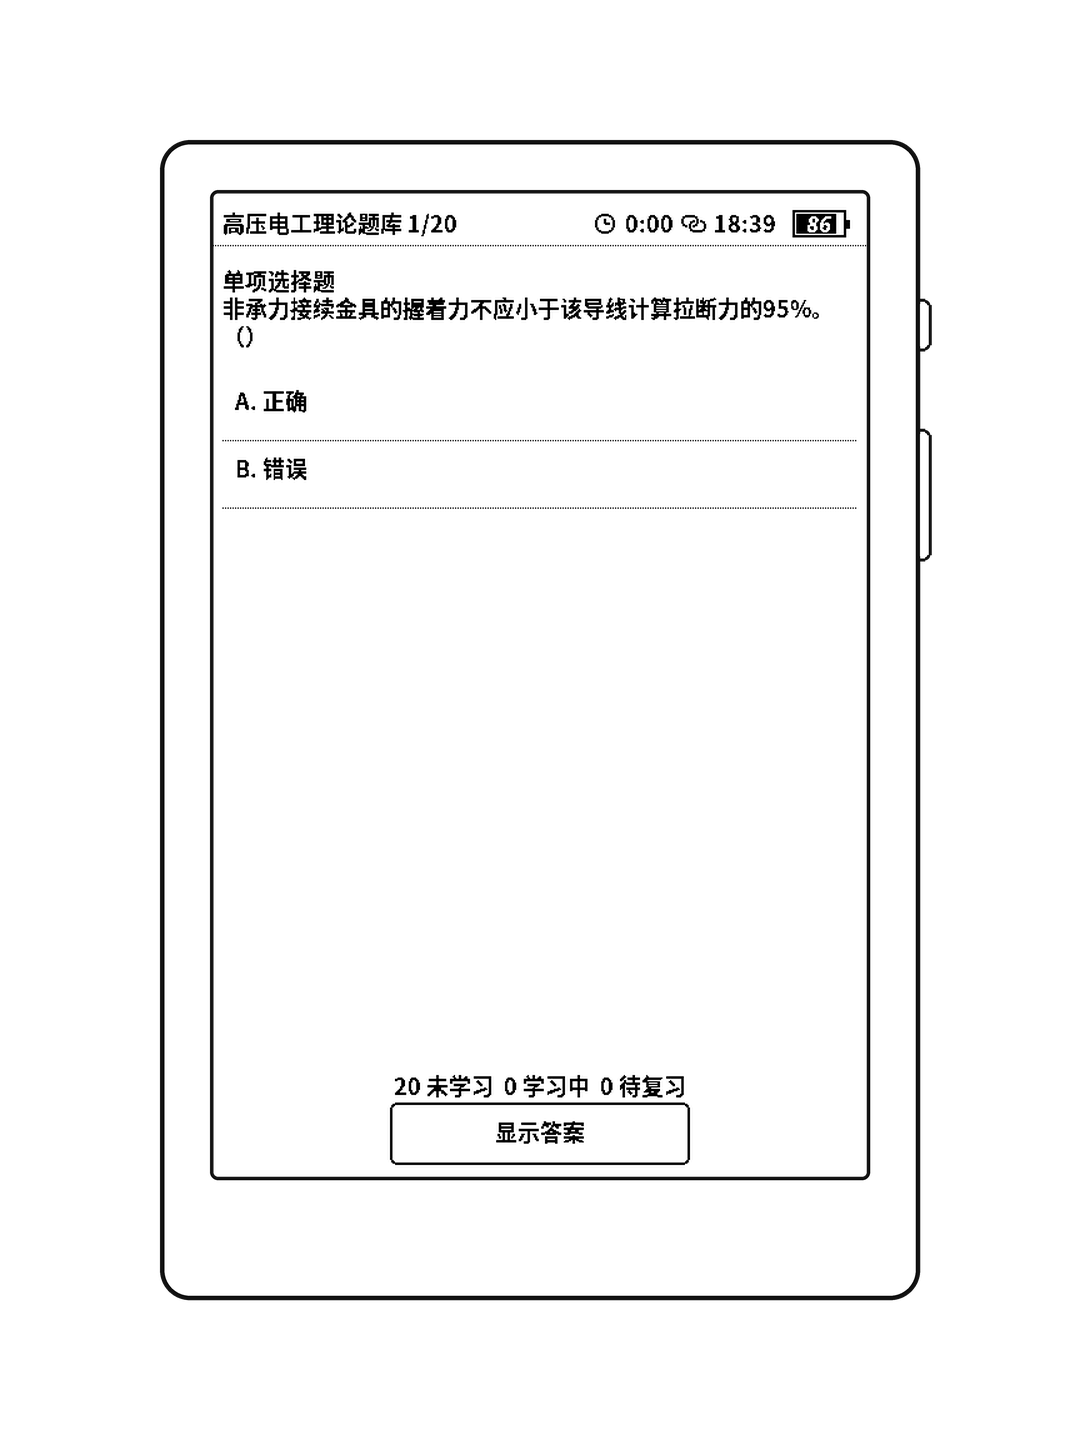 高压电工理论题库 1/20 0:00 18:39 86
单项选择题
非承力接续金具的握着力不应小于该导线计算拉断力的95%。
()
A. 正确
B. 错误
20 未学习 0 学习中 0 待复习
显示答案